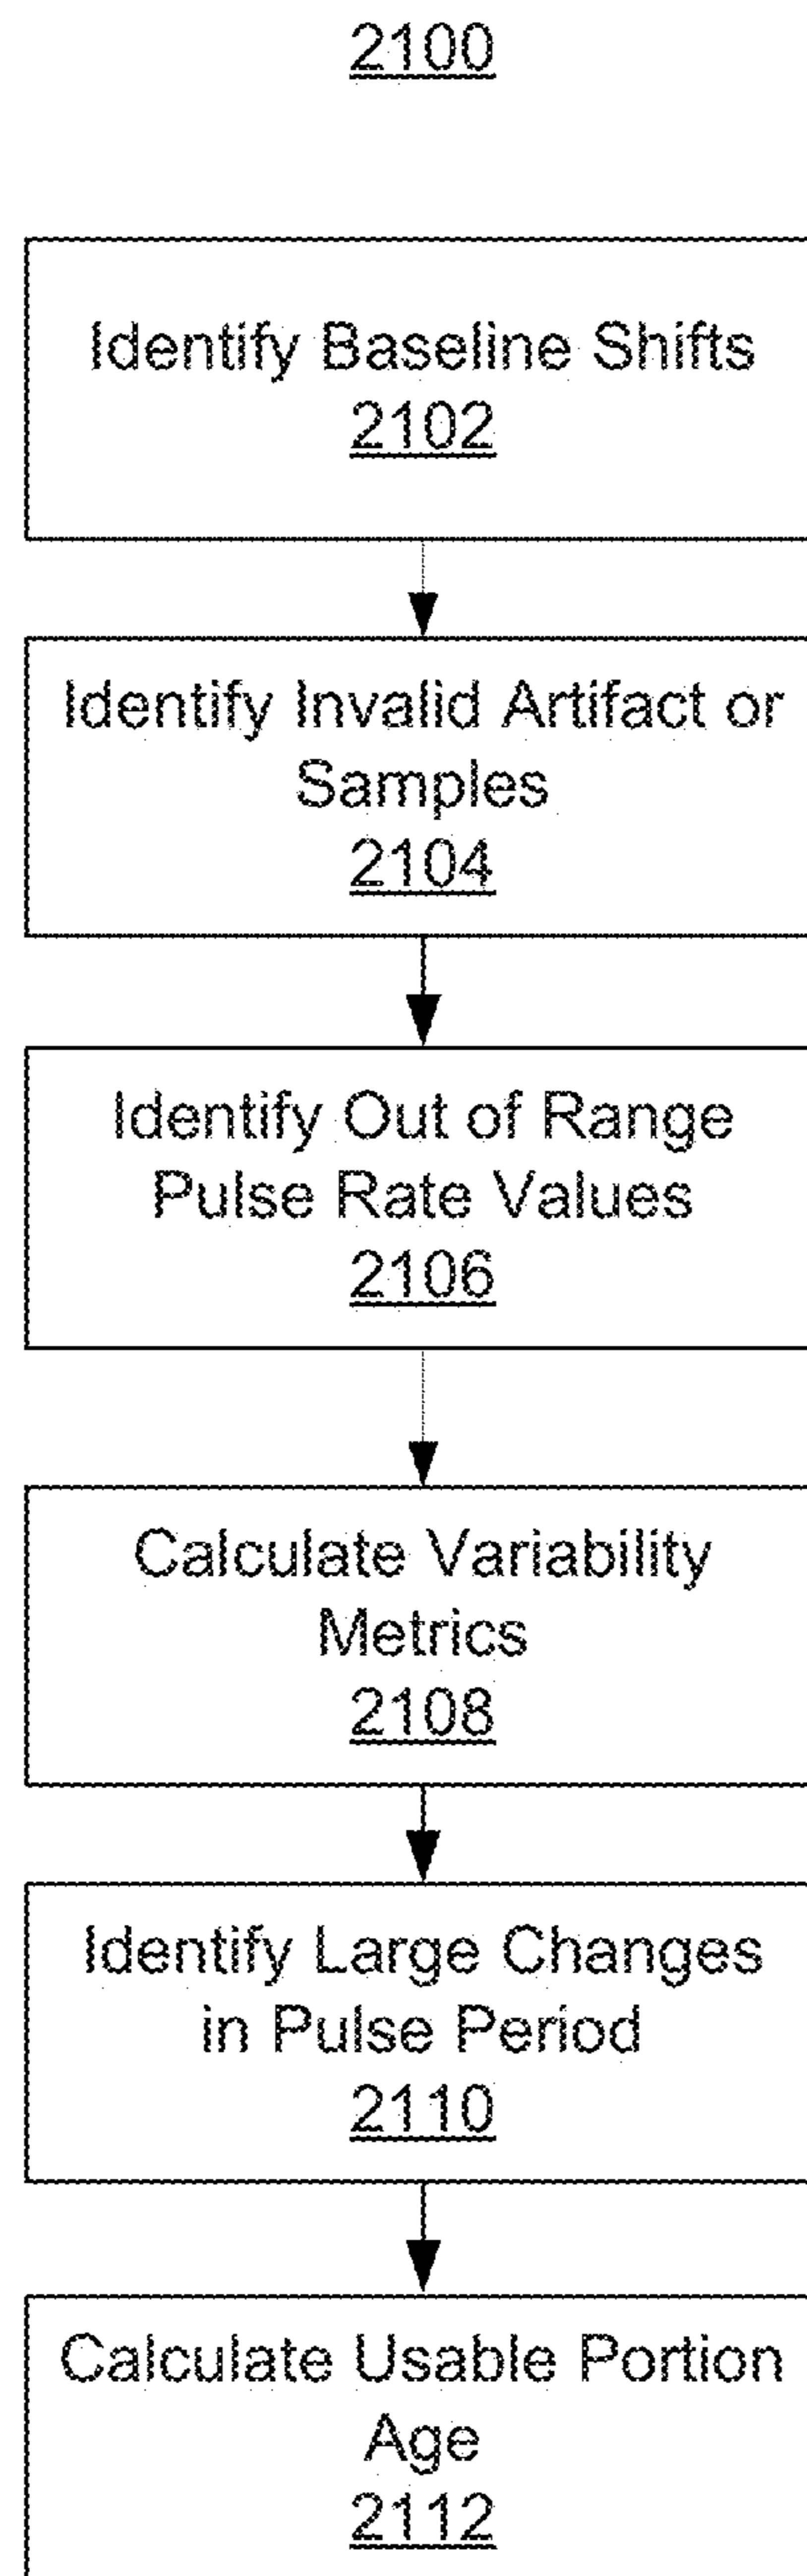 2100
Identify Baseline Shifts
2102
Identify Invalid Artifact or
Samples
2104
Identify Out of Range
Pulse Rate Values
2106
Calculate Variability
Metrics
2108
Identify Large Changes
in Pulse Period
2110
Calculate Usable Portion
Age
2112